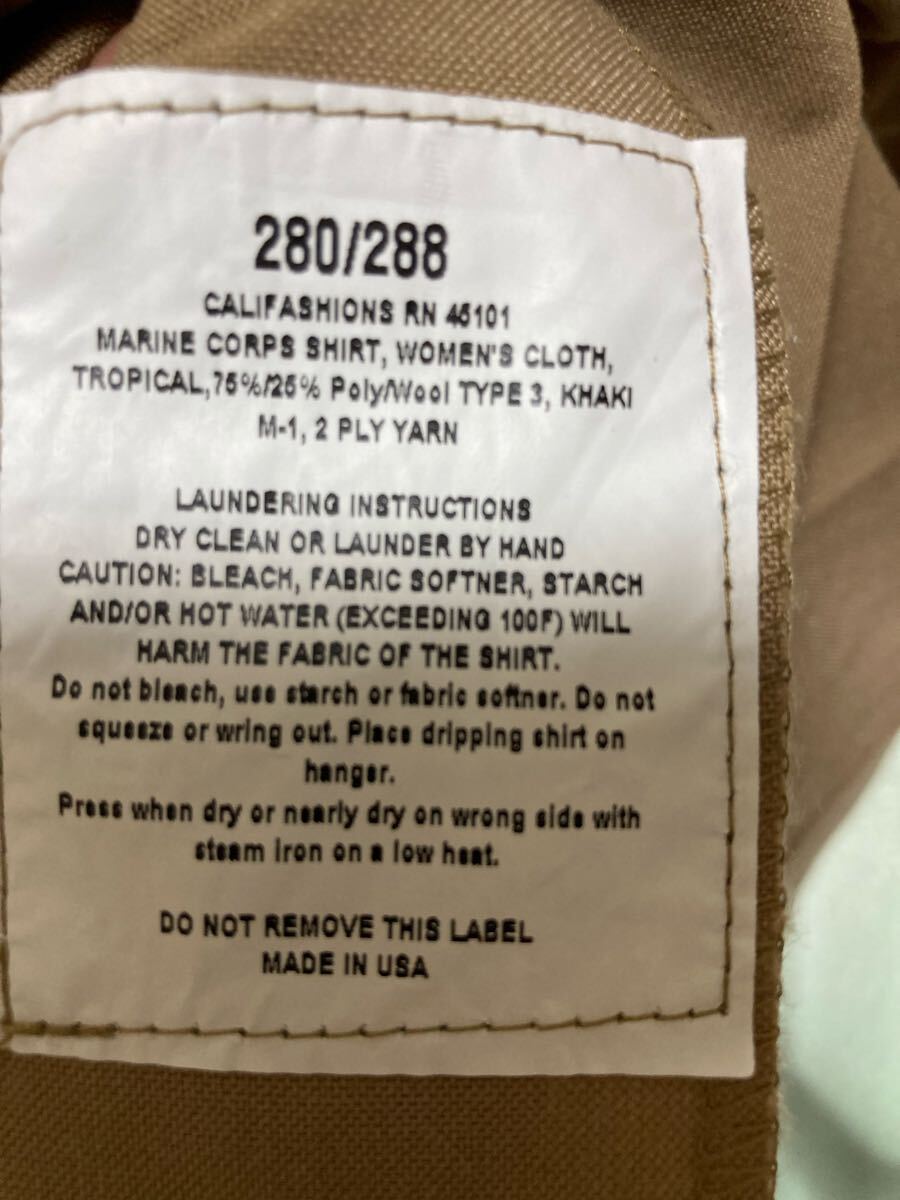 280/288
CALIFASHIONS RN 45101
MARINE CORPS SHIRT, WOMEN'S CLOTH,
TROPICAL,75%/25% Poly/Wool TYPE 3, KHAKI
M-1, 2 PLY YARN
LAUNDERING INSTRUCTIONS
DRY CLEAN OR LAUNDER BY HAND
CAUTION: BLEACH, FABRIC SOFTNER, STARCH
AND/OR HOT WATER (EXCEEDING 100F) WILL
HARM THE FABRIC OF THE SHIRT.
Do not bleach, use starch or fabric softner. Do not
squeeze or wring out. Place dripping shirt on
hanger.
Press when dry or nearly dry on wrong side with
steam iron on a low heat.
DO NOT REMOVE THIS LABEL
MADE IN USA